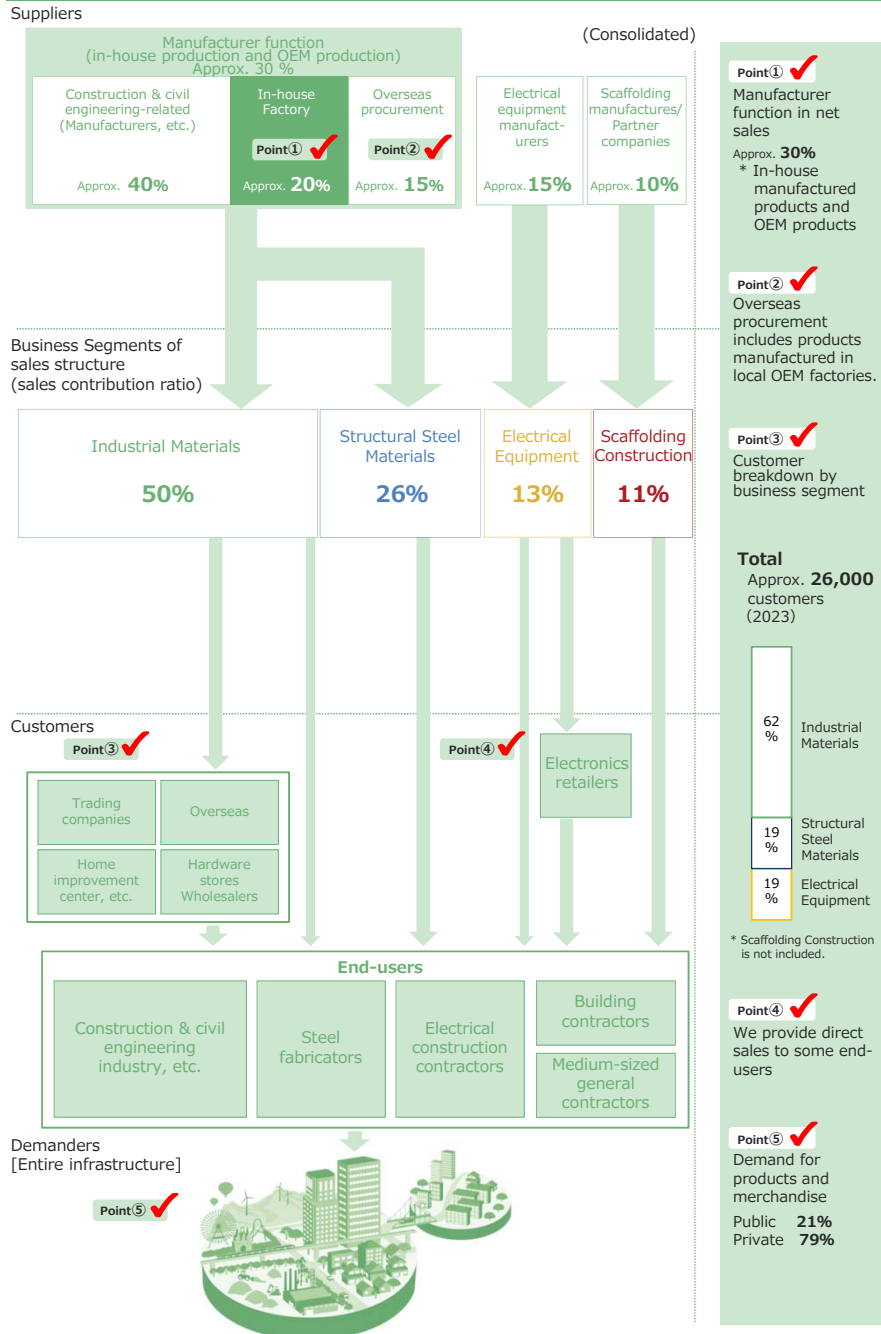 Suppliers
(Consolidated)
Manufacturer function
(in-house production and OEM production)
Approx. 30 %
Construction & civil
engineering-related
(Manufacturers, etc.)
Approx. 40%
In-house
Factory
Point①
Approx. 20%
Overseas
procurement
Point②
Approx. 15%
Electrical
equipment
manufact-
urers
Approx. 15%
Scaffolding
manufactures/
Partner
companies
Approx. 10%
Business Segments of
sales structure
(sales contribution ratio)
Industrial Materials
50%
Structural Steel
Materials
26%
Electrical
Equipment
13%
Scaffolding
Construction
11%
Customers
Point③
Point④
Trading
companies
Overseas
Home
improvement
center, etc.
Hardware
stores
Wholesalers
Electronics
retailers
End-users
Construction & civil
engineering
industry, etc.
Steel
fabricators
Electrical
construction
contractors
Building
contractors
Medium-sized
general
contractors
Demanders
[Entire infrastructure]
Point⑤
Point①
Manufacturer
function in net
sales
Approx. 30%
* In-house
manufactured
products and
OEM products
Point②
Overseas
procurement
includes products
manufactured in
local OEM factories.
Point③
Customer
breakdown by
business segment
Total
Approx. 26,000
customers
(2023)
62
%
Industrial
Materials
19
%
Structural
Steel
Materials
19
%
Electrical
Equipment
* Scaffolding Construction
is not included.
Point④
We provide direct
sales to some end-
users
Point⑤
Demand for
products and
merchandise
Public 21%
Private 79%